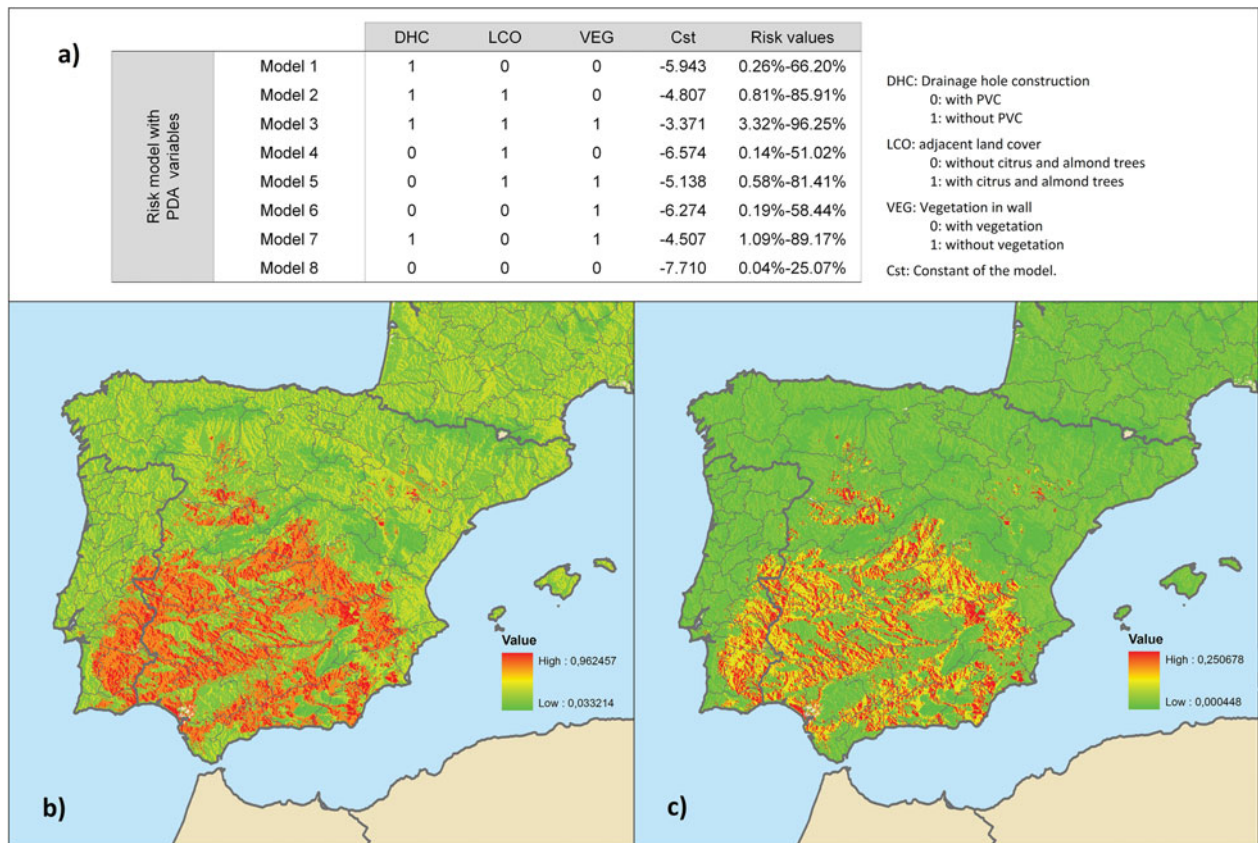 a)
DHC LCO VEG Cst Risk values
Risk model with
PDA variables
Model 1 1 0 0 -5.943 0.26%-66.20%
Model 2 1 1 0 -4.807 0.81%-85.91%
Model 3 1 1 1 -3.371 3.32%-96.25%
Model 4 0 1 0 -6.574 0.14%-51.02%
Model 5 0 1 1 -5.138 0.58%-81.41%
Model 6 0 0 1 -6.274 0.19%-58.44%
Model 7 1 0 1 -4.507 1.09%-89.17%
Model 8 0 0 0 -7.710 0.04%-25.07%
DHC: Drainage hole construction
0: with PVC
1: without PVC
LCO: adjacent land cover
0: without citrus and almond trees
1: with citrus and almond trees
VEG: Vegetation in wall
0: with vegetation
1: without vegetation
Cst: Constant of the model.
Value
High : 0,962457
Low : 0,033214
b)
Value
High : 0,250678
Low : 0,000448
c)